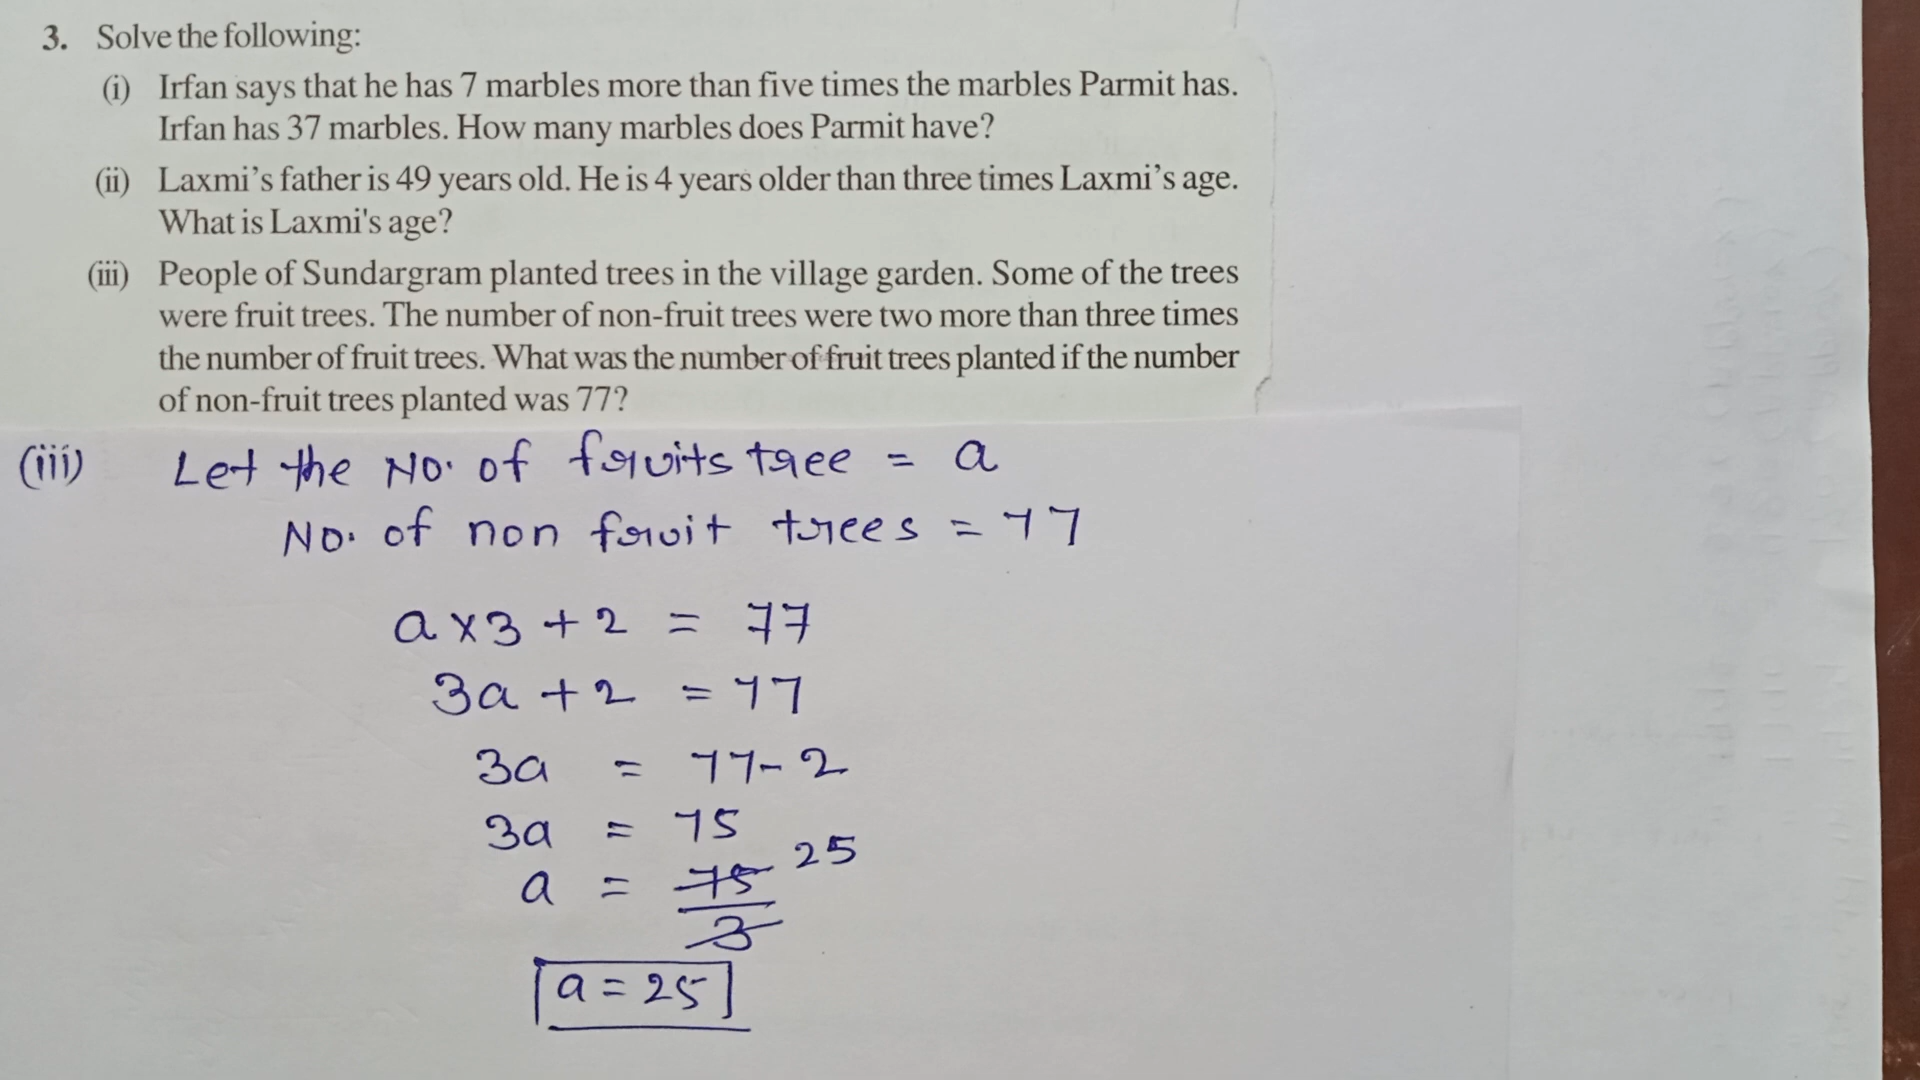 3. Solve the following:
(i) Irfan says that he has 7 marbles more than five times the marbles Parmit has.
Irfan has 37 marbles. How many marbles does Parmit have?
(ii) Laxmi’s father is 49 years old. He is 4 years older than three times Laxmi’s age.
What is Laxmi's age?
(iii) People of Sundargram planted trees in the village garden. Some of the trees
were fruit trees. The number of non-fruit trees were two more than three times
the number of fruit trees. What was the number of fruit trees planted if the number
of non-fruit trees planted was 77?
(iii) Let the No. of fruits tree = a
No. of non fruit trees = 77
a × 3 + 2 = 77
3a + 2 = 77
3a = 77 - 2
3a = 75
a = 75/3 25
a = 25